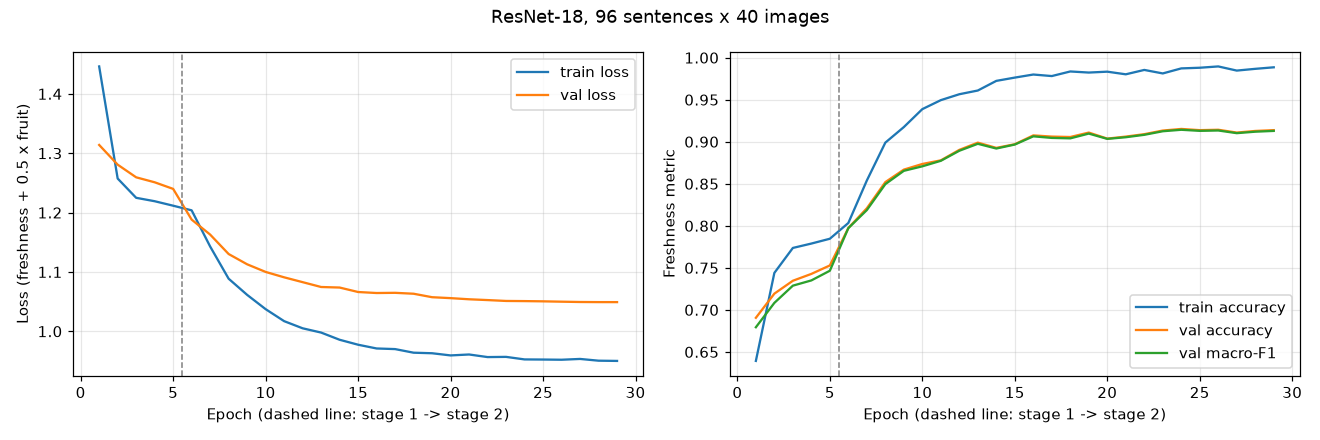 ResNet-18, 96 sentences x 40 images
Loss (freshness + 0.5 x fruit)
1.4
1.3
1.2
1.1
1.0
train loss
val loss
0 5 10 15 20 25 30
Epoch (dashed line: stage 1 -> stage 2)
Freshness metric
1.00
0.95
0.90
0.85
0.80
0.75
0.70
0.65
train accuracy
val accuracy
val macro-F1
0 5 10 15 20 25 30
Epoch (dashed line: stage 1 -> stage 2)